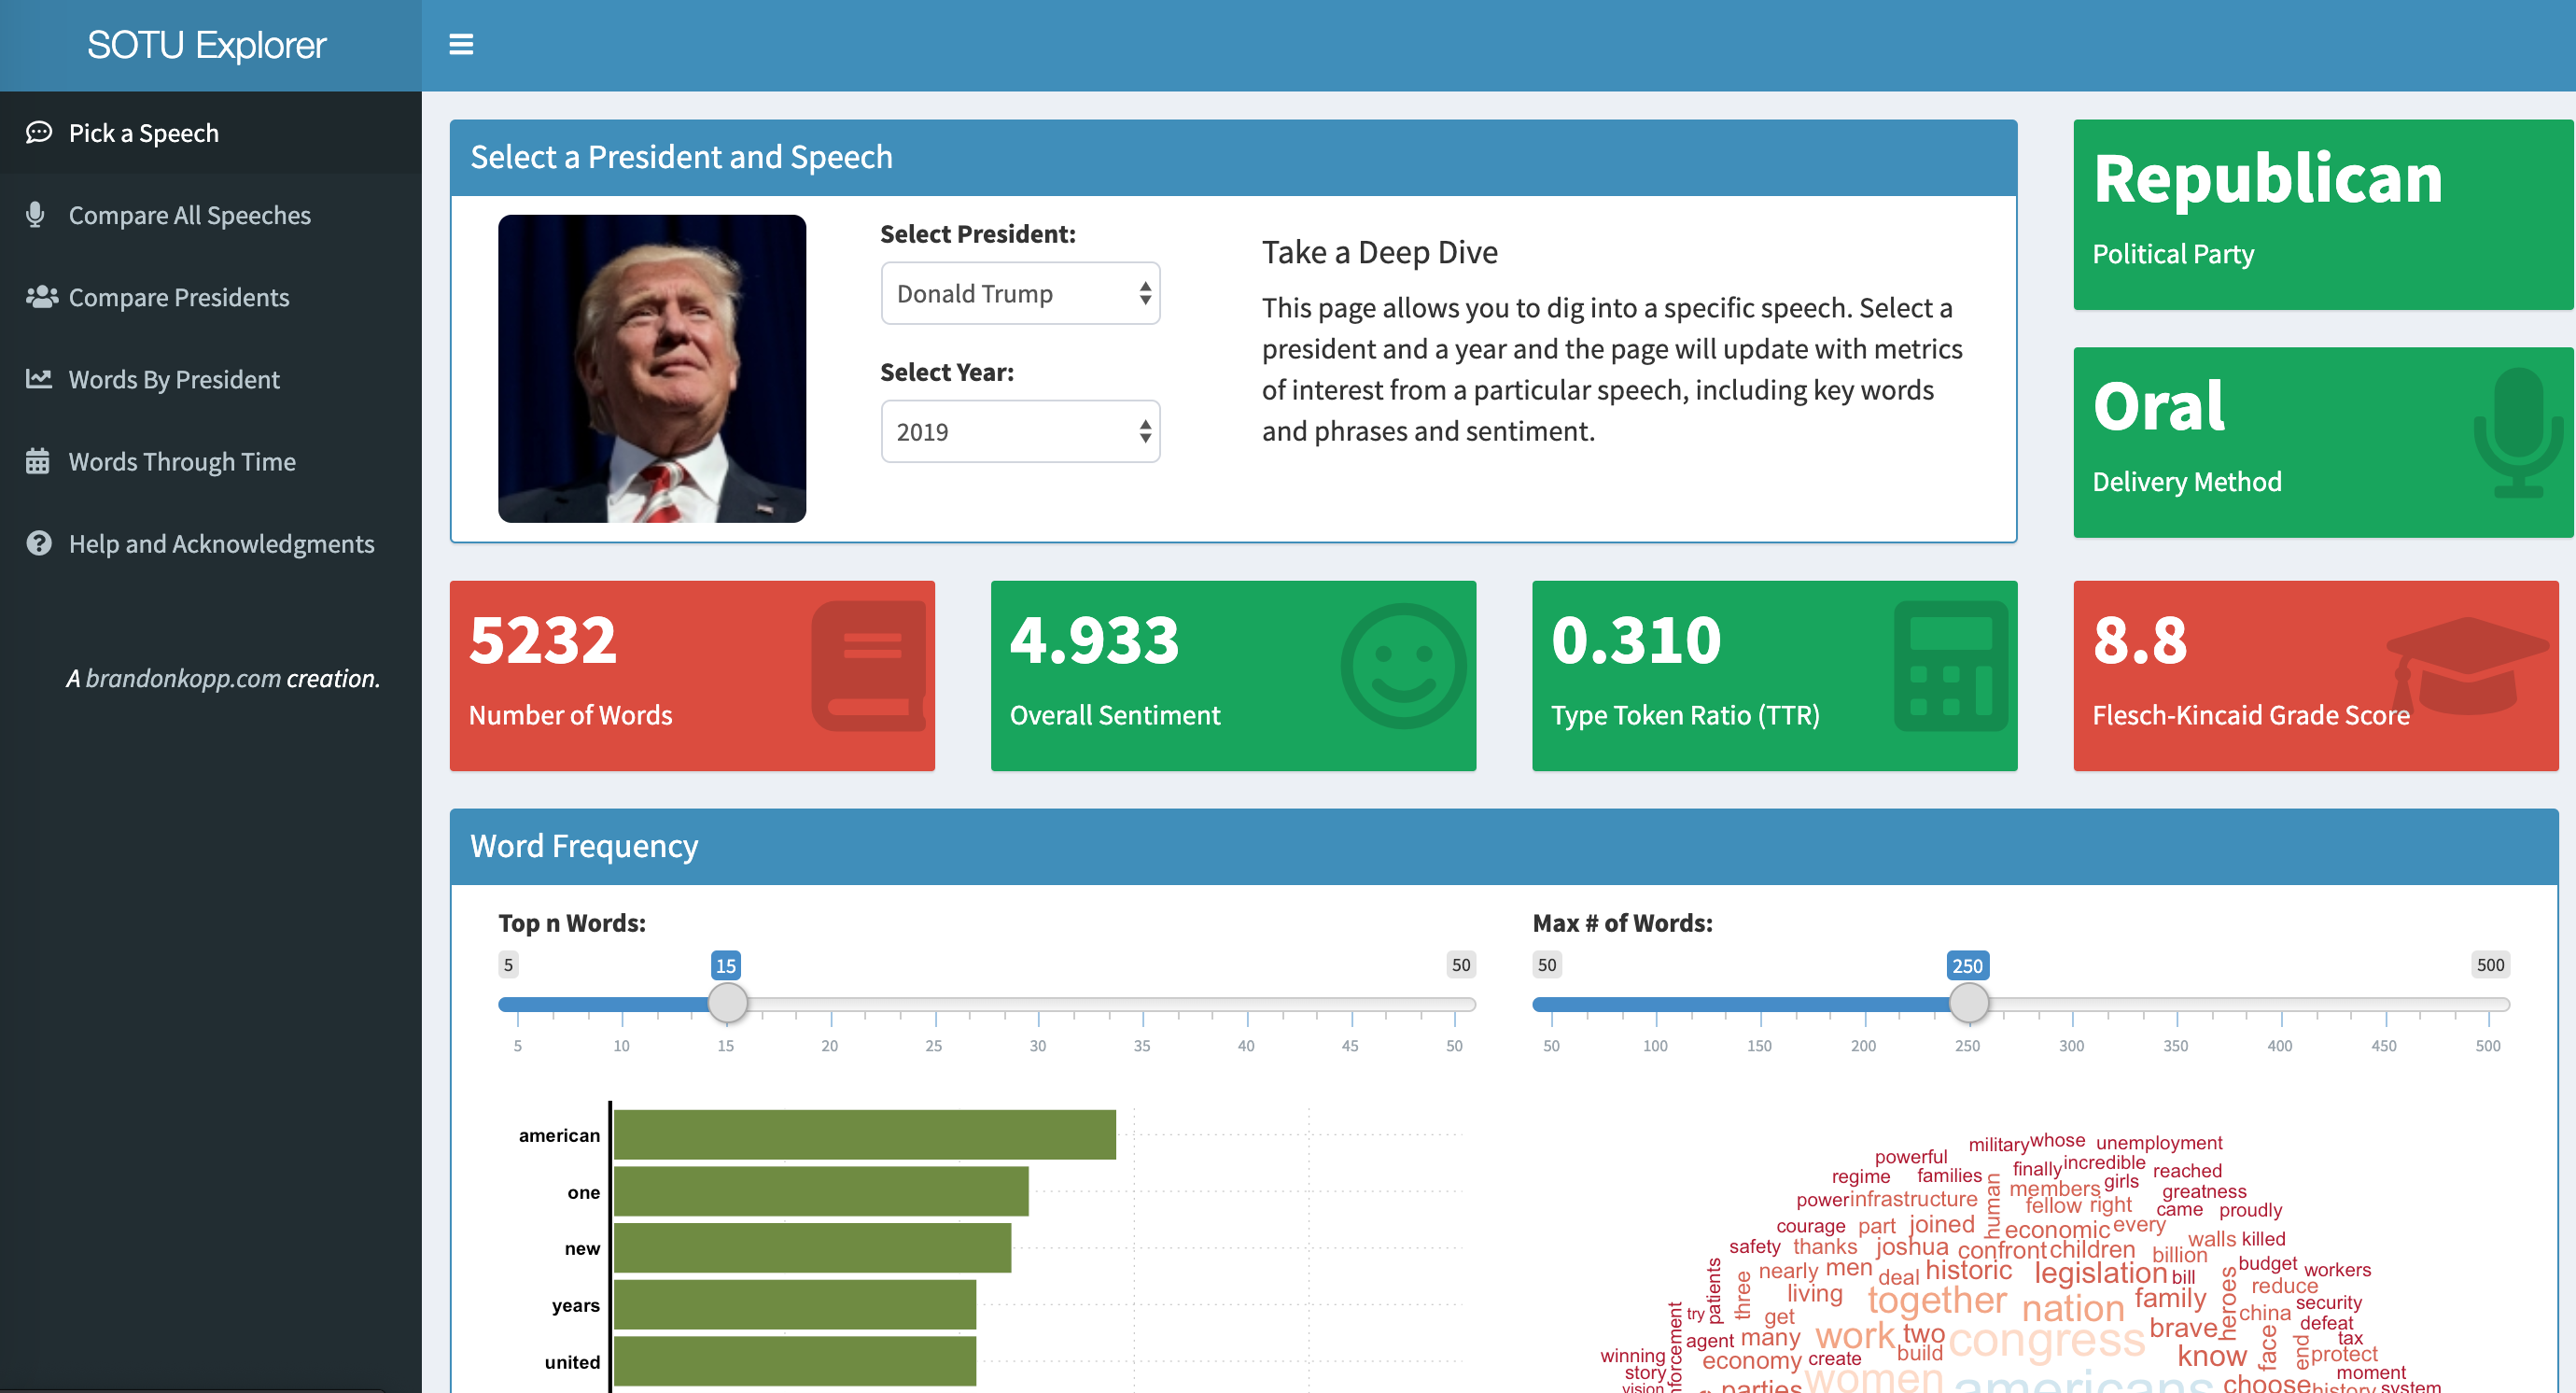 SOTU Explorer
Pick a Speech
Compare All Speeches
Compare Presidents
Words By President
Words Through Time
Help and Acknowledgments
A brandonkopp.com creation.
Select a President and Speech
Select President:
Donald Trump
Select Year:
2019
Take a Deep Dive
This page allows you to dig into a specific speech. Select a
president and a year and the page will update with metrics
of interest from a particular speech, including key words
and phrases and sentiment.
Republican
Political Party
Oral
Delivery Method
5232
Number of Words
4.933
Overall Sentiment
0.310
Type Token Ratio (TTR)
8.8
Flesch-Kincaid Grade Score
Word Frequency
Top n Words:
5 15 50
5 10 15 20 25 30 35 40 45 50
Max # of Words:
50 250 500
50 100 150 200 250 300 350 400 450 500
american
one
new
years
united
military whose unemployment
powerful finally incredible reached
regime families human members girls greatness
power infrastructure fellow right came proudly
courage part joined economic every
safety thanks joshua confront children billion walls killed
patients three nearly men deal historic legislation bill heroes budget workers
living together nation family reduce
try get china security
agent many work two congress brave face end defeat
tax
winning economy create build know protect
story moment
vision parties women americans choose history system